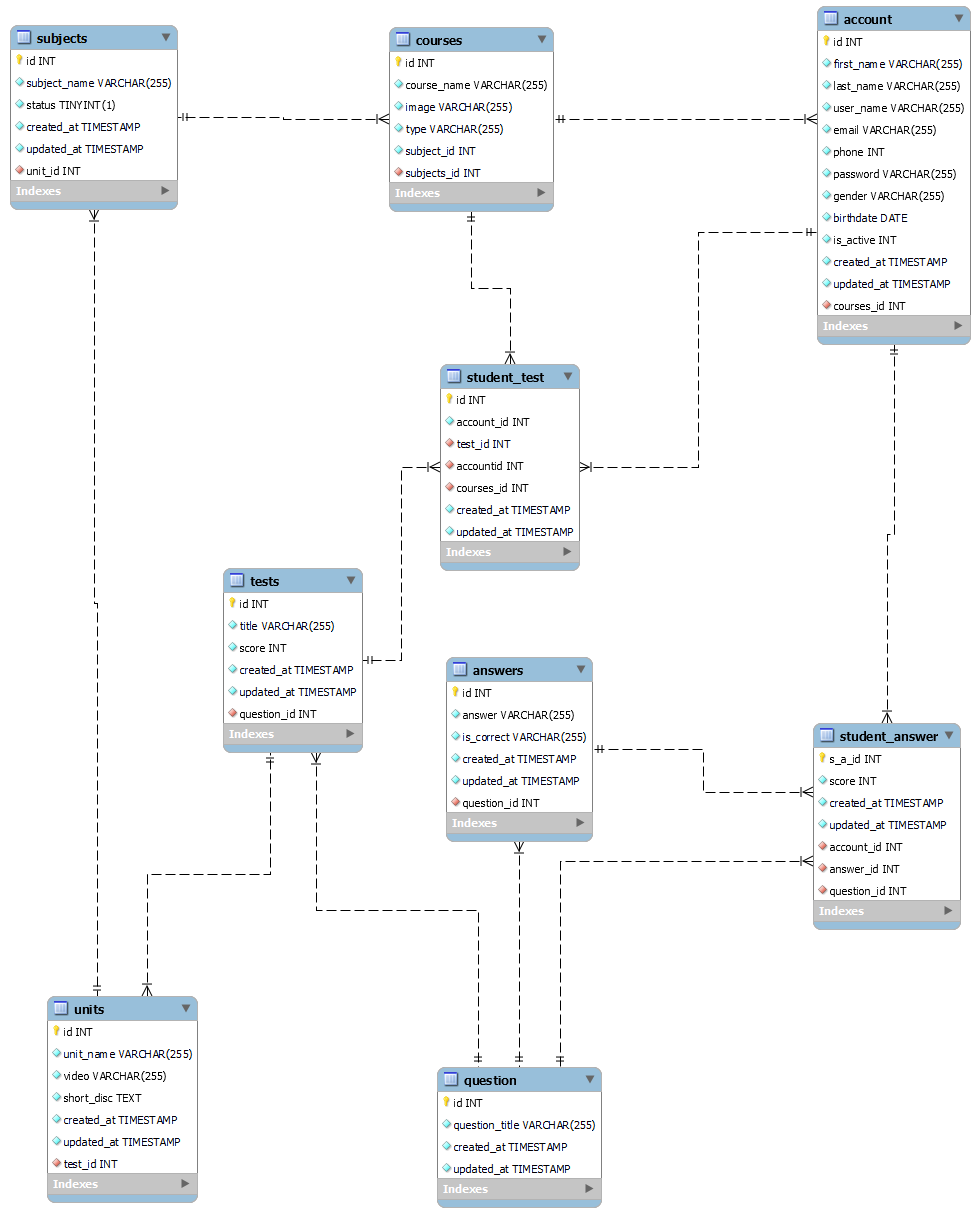 subjects
id INT
subject_name VARCHAR(255)
status TINYINT(1)
created_at TIMESTAMP
updated_at TIMESTAMP
unit_id INT
Indexes
courses
id INT
course_name VARCHAR(255)
image VARCHAR(255)
type VARCHAR(255)
subject_id INT
subjects_id INT
Indexes
account
id INT
first_name VARCHAR(255)
last_name VARCHAR(255)
user_name VARCHAR(255)
email VARCHAR(255)
phone INT
password VARCHAR(255)
gender VARCHAR(255)
birthdate DATE
is_active INT
created_at TIMESTAMP
updated_at TIMESTAMP
courses_id INT
Indexes
student_test
id INT
account_id INT
test_id INT
accountid INT
courses_id INT
created_at TIMESTAMP
updated_at TIMESTAMP
Indexes
tests
id INT
title VARCHAR(255)
score INT
created_at TIMESTAMP
updated_at TIMESTAMP
question_id INT
Indexes
answers
id INT
answer VARCHAR(255)
is_correct VARCHAR(255)
created_at TIMESTAMP
updated_at TIMESTAMP
question_id INT
Indexes
student_answer
s_a_id INT
score INT
created_at TIMESTAMP
updated_at TIMESTAMP
account_id INT
answer_id INT
question_id INT
Indexes
units
id INT
unit_name VARCHAR(255)
video VARCHAR(255)
short_disc TEXT
created_at TIMESTAMP
updated_at TIMESTAMP
test_id INT
Indexes
question
id INT
question_title VARCHAR(255)
created_at TIMESTAMP
updated_at TIMESTAMP
Indexes